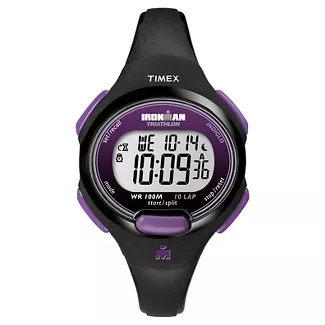 TIMEX
IRONMAN
TRIATHLON
set/recall
INDIGLO
WE 10-14
10:09 36
mode
WR 100M
10 LAP
stop/reset
start/split